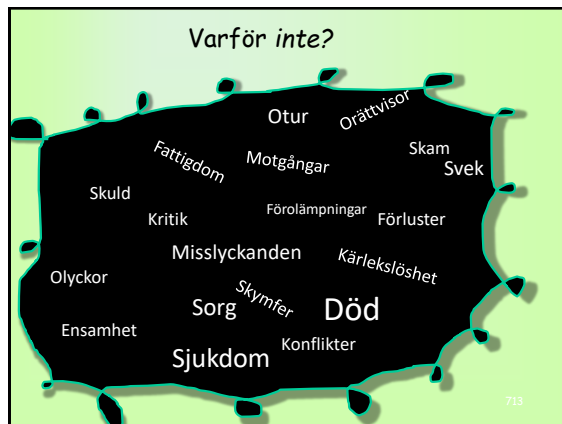 Varför inte?
Otur
Orättvisor
Fattigdom
Motgångar
Skam
Svek
Skuld
Kritik
Förolämpningar
Förluster
Misslyckanden
Kärlekslöshet
Olyckor
Skymfer
Sorg
Död
Ensamhet
Konflikter
Sjukdom
713